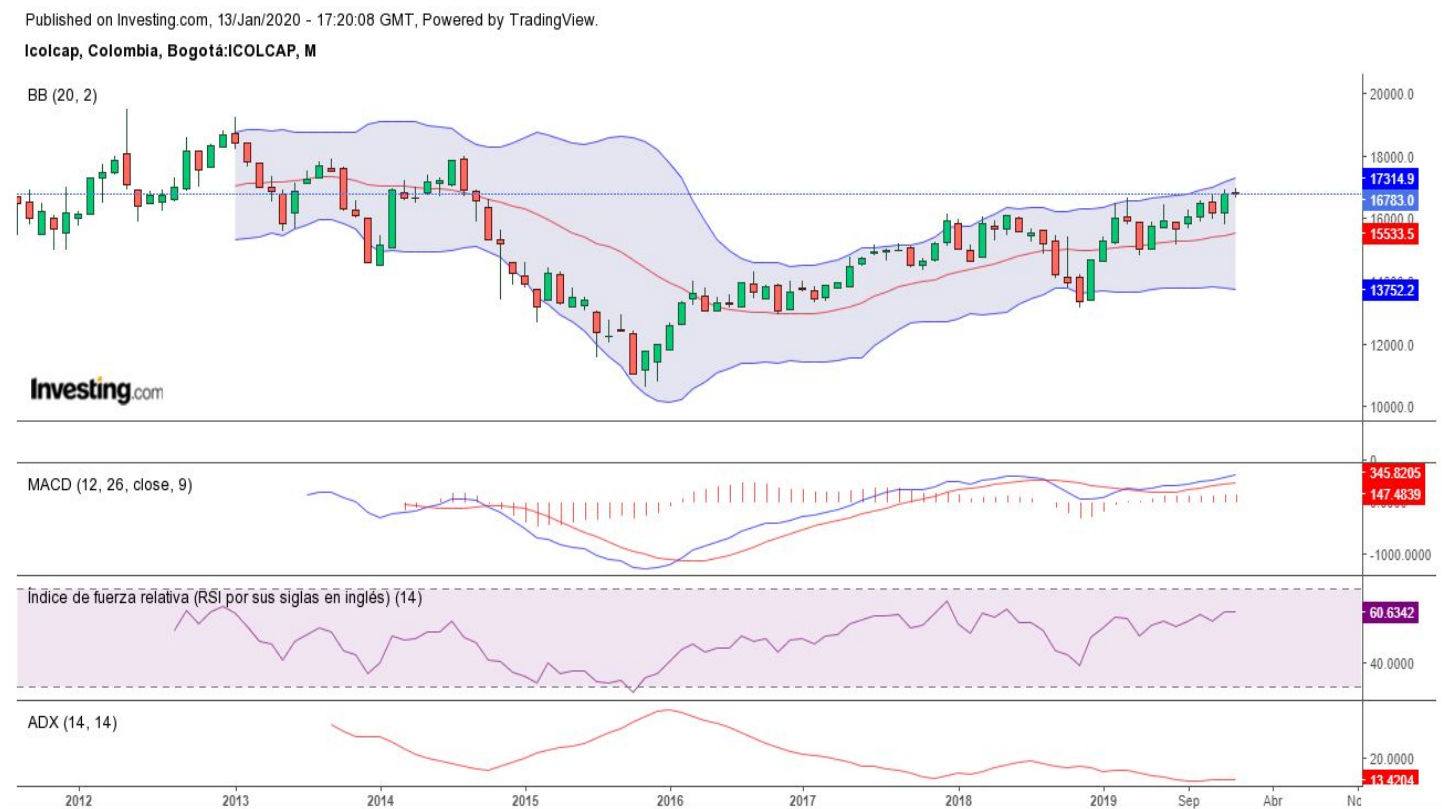 Published on Investing.com, 13/Jan/2020 - 17:20:08 GMT, Powered by TradingView.
Icolcap, Colombia, Bogotá:ICOLCAP, M
BB (20, 2)
20000.0
18000.0
17314.9
16783.0
16000.0
15533.5
13752.2
12000.0
Investing.com
10000.0
0
MACD (12, 26, close, 9)
345.8205
147.4839
-1000.0000
Índice de fuerza relativa (RSI por sus siglas en inglés) (14)
60.6342
40.0000
ADX (14, 14)
20.0000
13.4204
2012 2013 2014 2015 2016 2017 2018 2019 Sep Abr